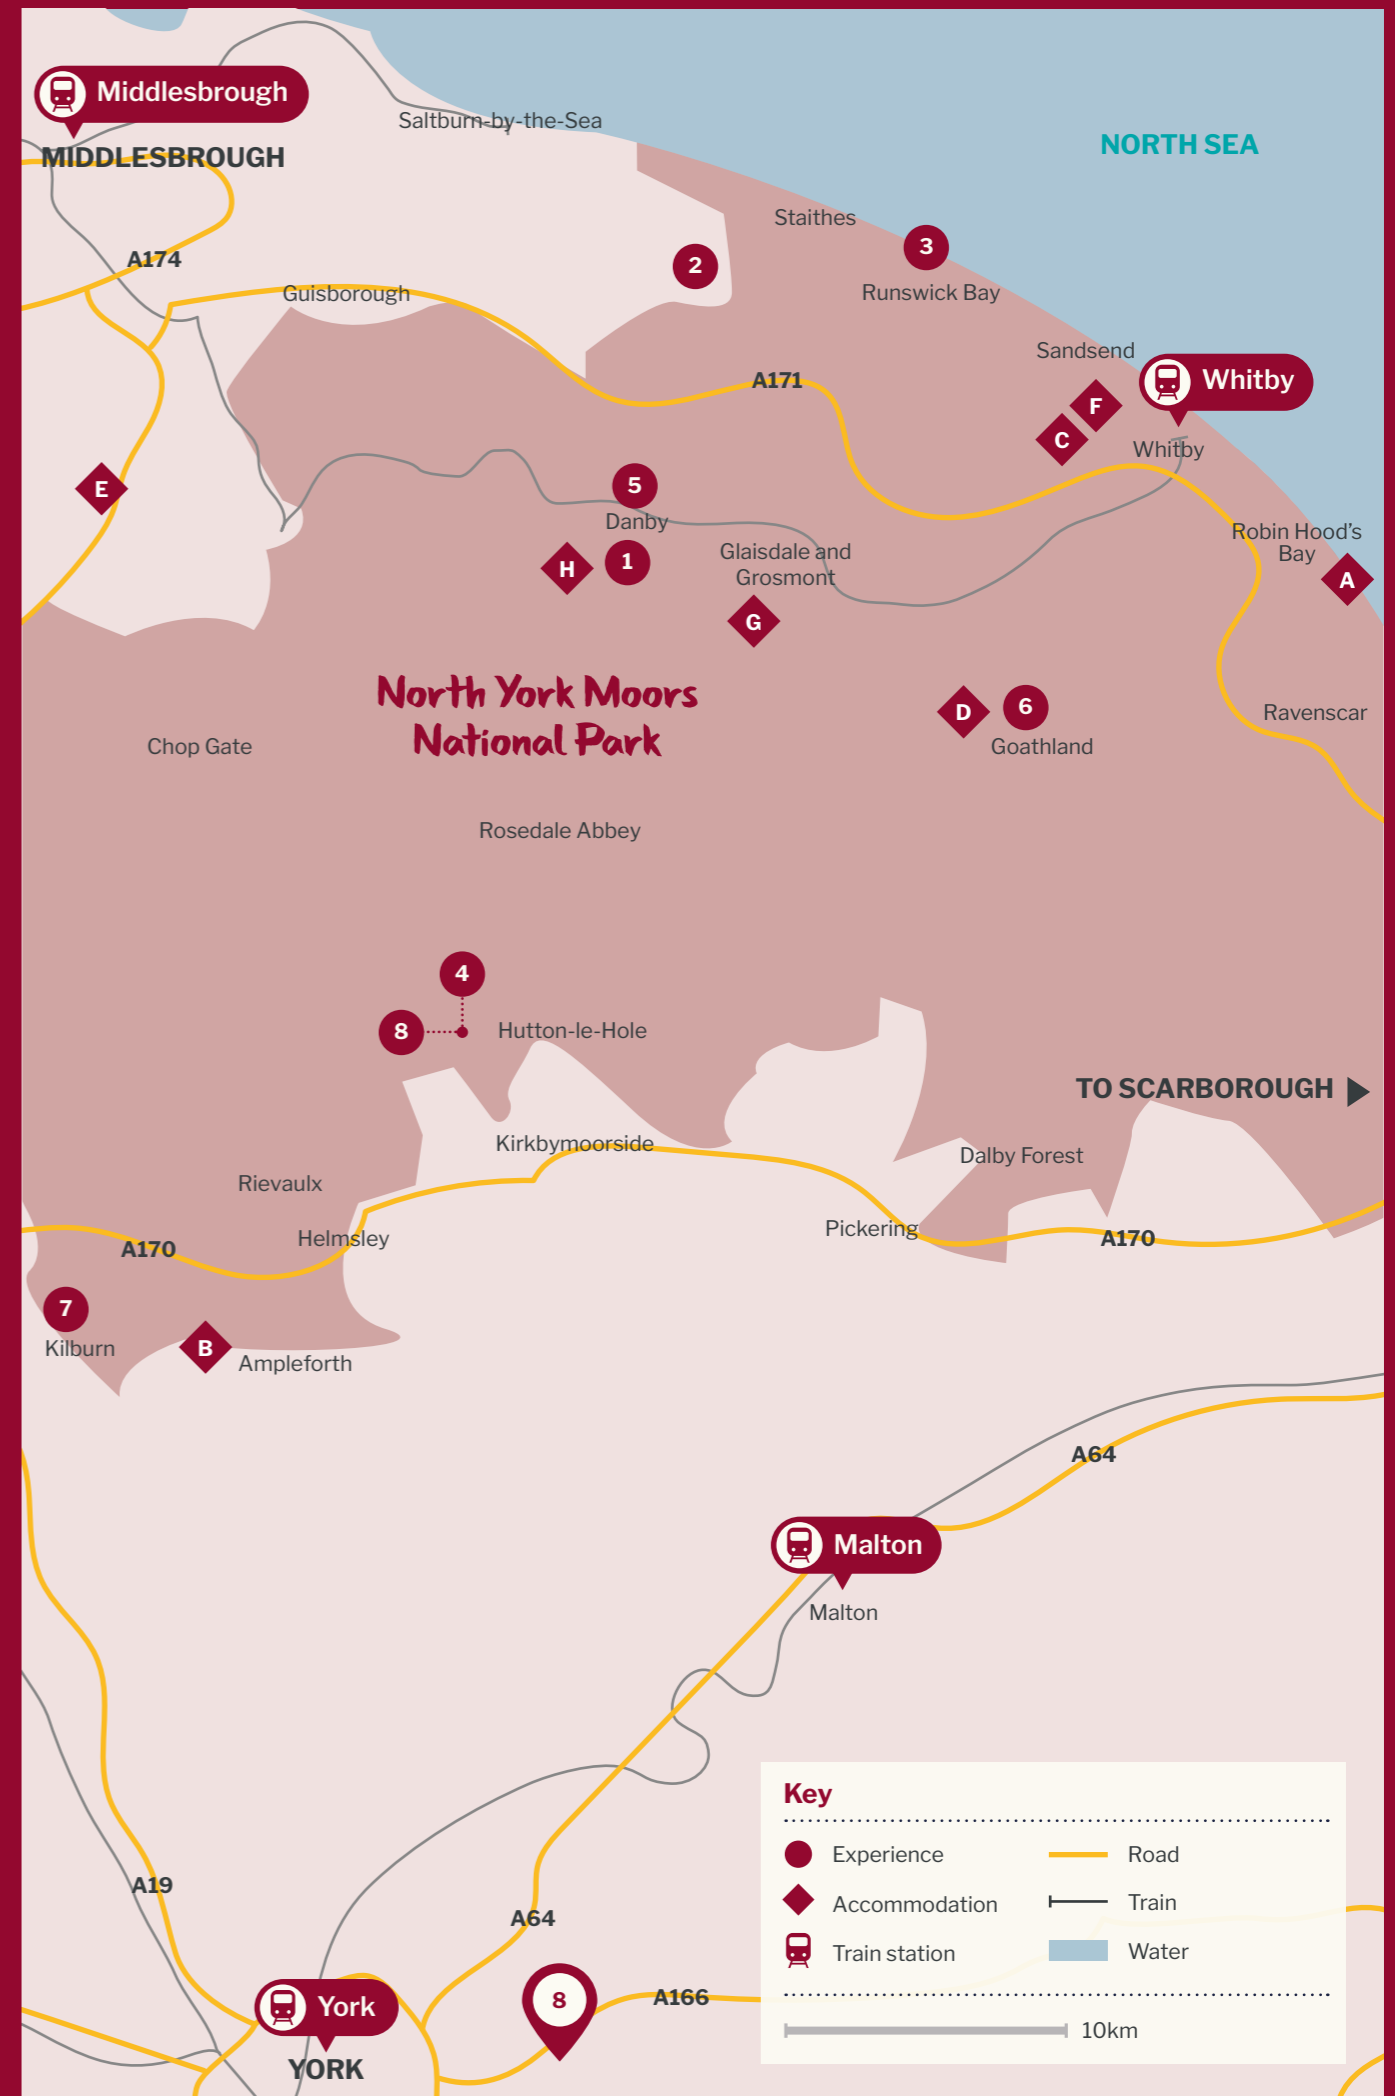 Middlesbrough
MIDDLESBROUGH
Saltburn-by-the-Sea
NORTH SEA
Staithes
3
A174
2
Guisborough
Runswick Bay
Sandsend
A171
Whitby
F
C
Whitby
E
5
Danby
Robin Hood's
Bay
Glaisdale and
Grosmont
H
1
A
G
North York Moors
National Park
D
6
Ravenscar
Chop Gate
Goathland
Rosedale Abbey
4
8
Hutton-le-Hole
TO SCARBOROUGH
Kirkbymoorside
Dalby Forest
Rievaulx
Pickering
Helmsley
A170
A170
7
Kilburn
B
Ampleforth
A64
Malton
Malton
A19
A64
8
A166
York
YORK
Key
Experience
Road
Accommodation
Train
Train station
Water
10km